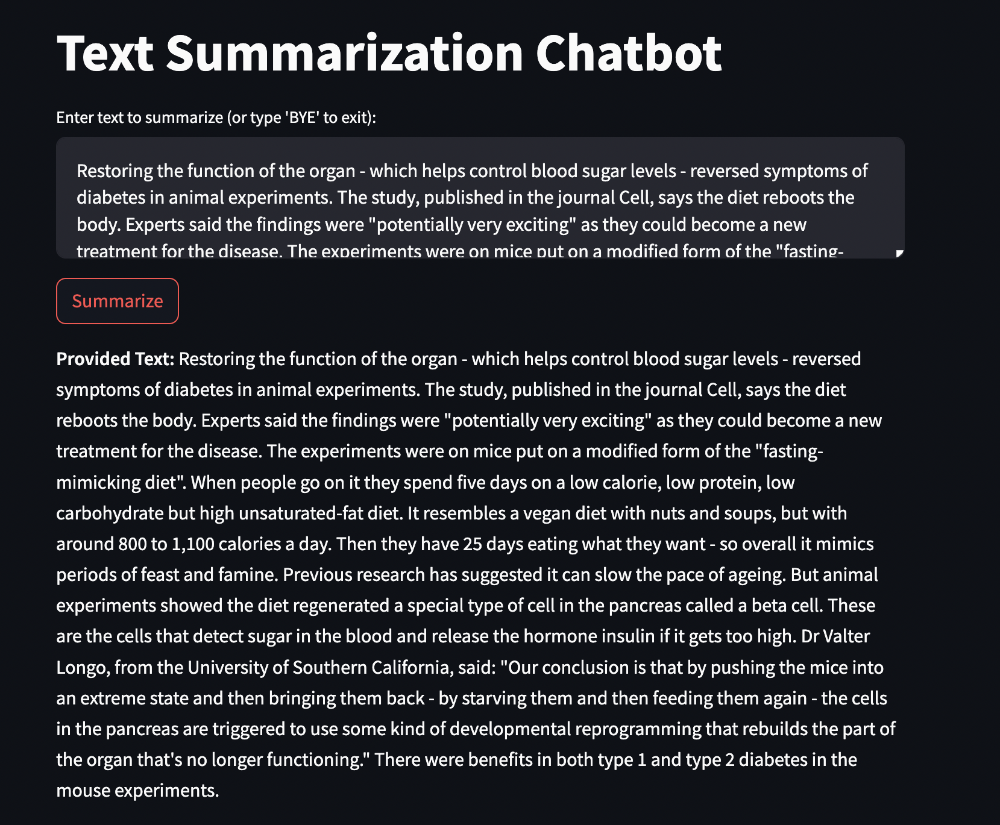 Text Summarization Chatbot
Enter text to summarize (or type 'BYE' to exit):
Restoring the function of the organ - which helps control blood sugar levels - reversed symptoms of
diabetes in animal experiments. The study, published in the journal Cell, says the diet reboots the
body. Experts said the findings were "potentially very exciting" as they could become a new
treatment for the disease. The experiments were on mice put on a modified form of the "fasting-
Summarize
Provided Text: Restoring the function of the organ - which helps control blood sugar levels - reversed
symptoms of diabetes in animal experiments. The study, published in the journal Cell, says the diet
reboots the body. Experts said the findings were "potentially very exciting" as they could become a new
treatment for the disease. The experiments were on mice put on a modified form of the "fasting-
mimicking diet". When people go on it they spend five days on a low calorie, low protein, low
carbohydrate but high unsaturated-fat diet. It resembles a vegan diet with nuts and soups, but with
around 800 to 1,100 calories a day. Then they have 25 days eating what they want - so overall it mimics
periods of feast and famine. Previous research has suggested it can slow the pace of ageing. But animal
experiments showed the diet regenerated a special type of cell in the pancreas called a beta cell. These
are the cells that detect sugar in the blood and release the hormone insulin if it gets too high. Dr Valter
Longo, from the University of Southern California, said: "Our conclusion is that by pushing the mice into
an extreme state and then bringing them back - by starving them and then feeding them again - the cells
in the pancreas are triggered to use some kind of developmental reprogramming that rebuilds the part of
the organ that's no longer functioning." There were benefits in both type 1 and type 2 diabetes in the
mouse experiments.